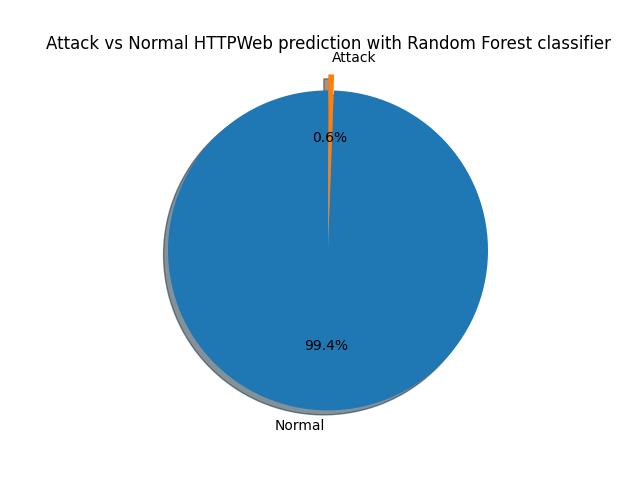 Attack vs Normal HTTPWeb prediction with Random Forest classifier
Attack
0.6%
99.4%
Normal